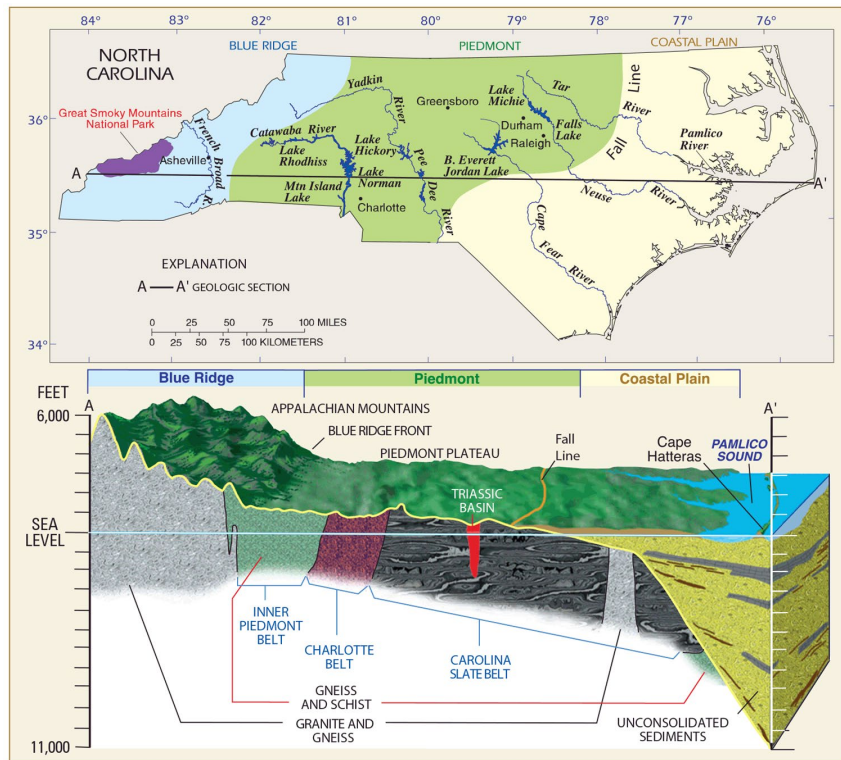 84°
83°
82°
81°
80°
79°
78°
77°
76°
NORTH
CAROLINA
BLUE RIDGE
PIEDMONT
COASTAL PLAIN
Great Smoky Mountains
National Park
36°
35°
34°
A
A'
French
Broad
R.
Asheville
Yadkin
River
Pee
Dee
River
Catawaba River
Lake
Rhodhiss
Lake
Hickory
Lake
Norman
Mtn Island
Lake
Charlotte
Greensboro
Lake
Michie
Durham
Raleigh
Falls
Lake
B. Everett
Jordan Lake
Tar
River
Fall
Line
Pamlico
River
Neuse
River
Cape
Fear
River
EXPLANATION
A A' GEOLOGIC SECTION
0 25 50 100 MILES
0 25 50 75 100 KILOMETERS
Blue Ridge
Piedmont
Coastal Plain
FEET
6,000
A
A'
APPALACHIAN MOUNTAINS
BLUE RIDGE FRONT
PIEDMONT PLATEAU
Fall
Line
Cape
Hatteras
PAMLICO
SOUND
TRIASSIC
BASIN
SEA
LEVEL
INNER
PIEDMONT
BELT
CHARLOTTE
BELT
CAROLINA
SLATE BELT
GNEISS
AND SCHIST
GRANITE AND
GNEISS
UNCONSOLIDATED
SEDIMENTS
11,000